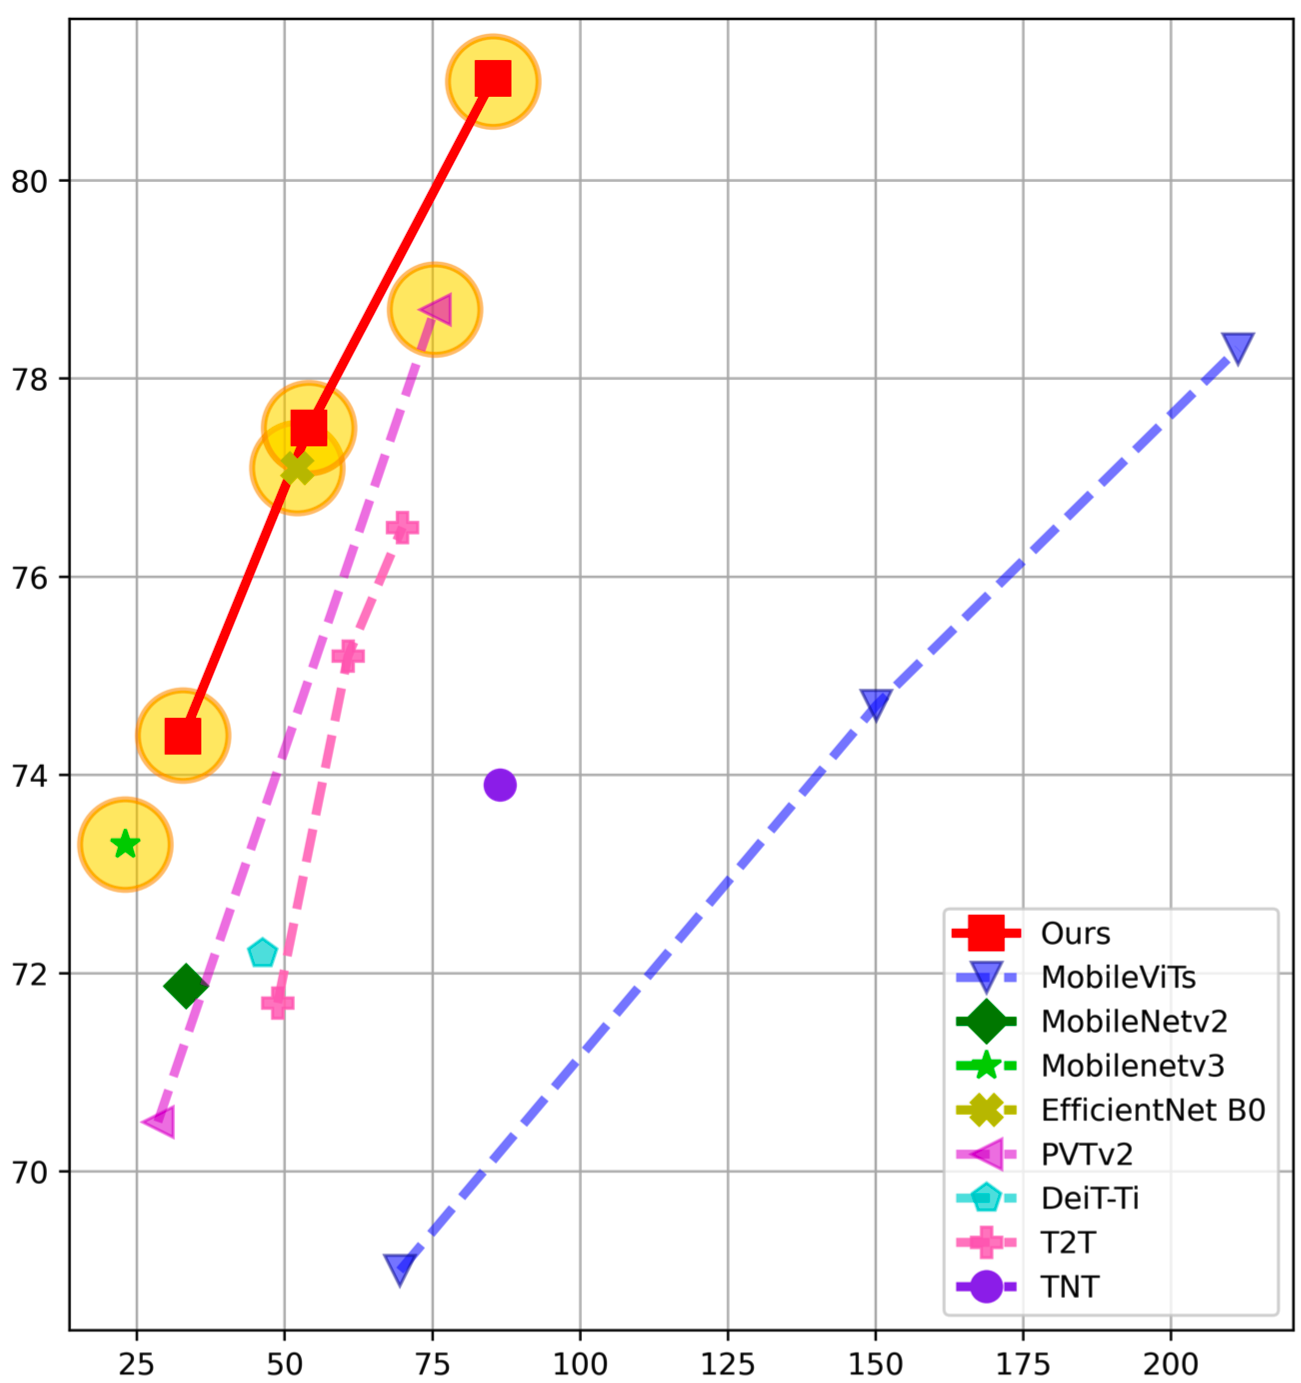 80
78
76
74
72
70
Ours
MobileViTs
MobileNetv2
Mobilenetv3
EfficientNet B0
PVTv2
DeiT-Ti
T2T
TNT
25 50 75 100 125 150 175 200